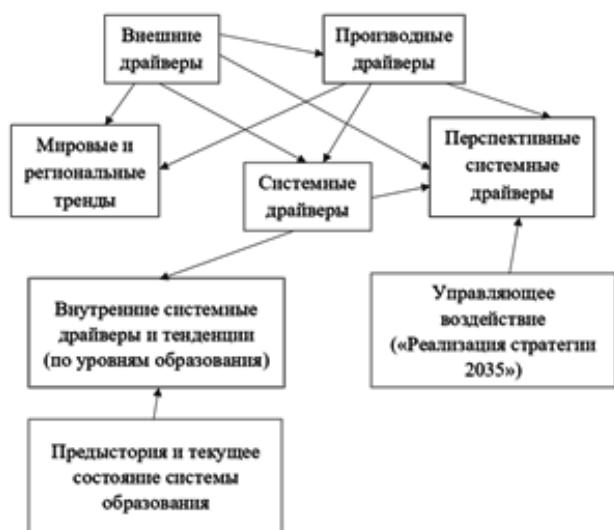 Внешние
драйверы
Производные
драйверы
Мировые и
региональные
тренды
Системные
драйверы
Перспективные
системные
драйверы
Внутренние системные
драйверы и тенденции
(по уровням образования)
Управляющее
воздействие
(«Реализация стратегии
2035»)
Предыстория и текущее
состояние системы
образования